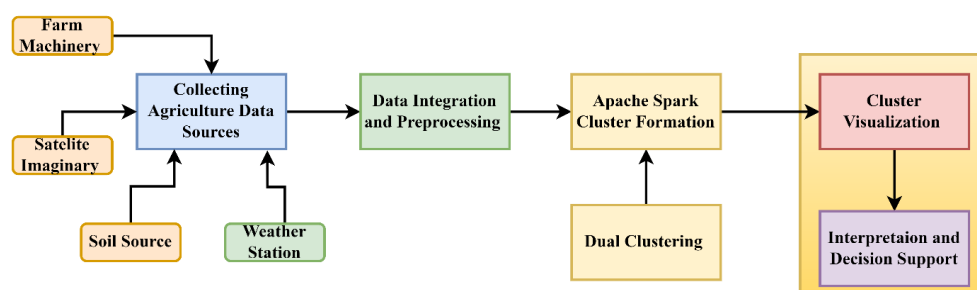 Farm
Machinery
Collecting
Agriculture Data
Sources
Satelite
Imaginary
Soil Source
Weather
Station
Data Integration
and Preprocessing
Apache Spark
Cluster Formation
Dual Clustering
Cluster
Visualization
Interpretaion and
Decision Support